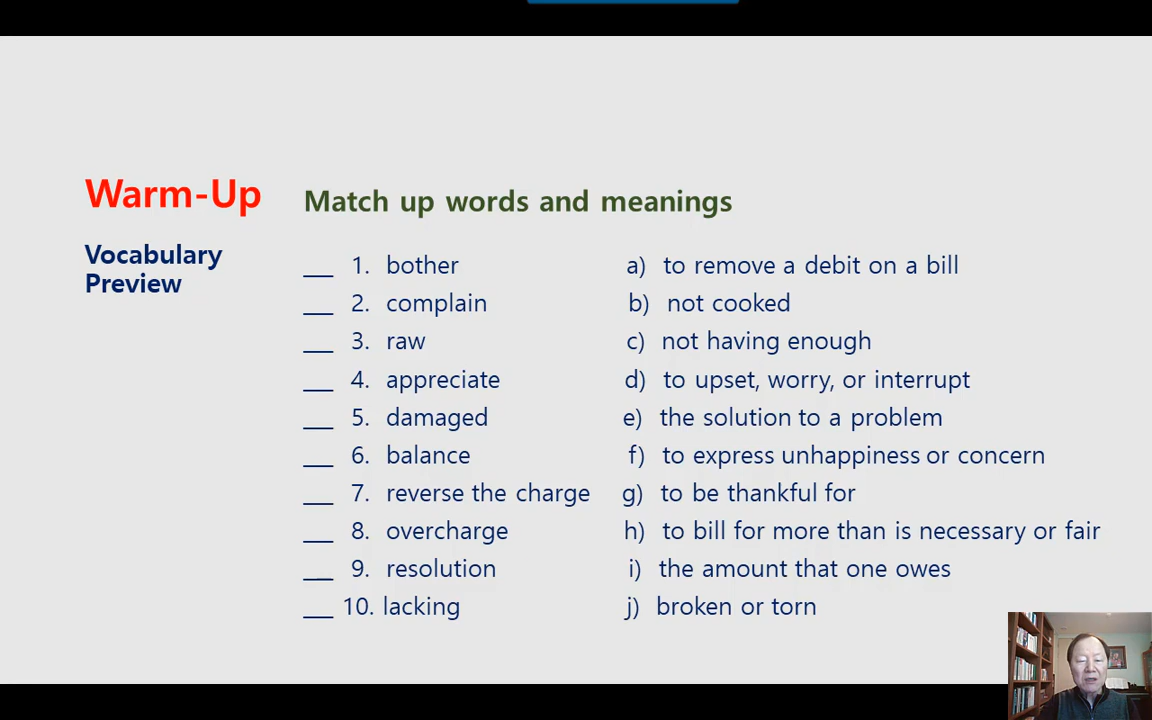 Warm-Up
Match up words and meanings
Vocabulary
Preview
___ 1. bother a) to remove a debit on a bill
___ 2. complain b) not cooked
___ 3. raw c) not having enough
___ 4. appreciate d) to upset, worry, or interrupt
___ 5. damaged e) the solution to a problem
___ 6. balance f) to express unhappiness or concern
___ 7. reverse the charge g) to be thankful for
___ 8. overcharge h) to bill for more than is necessary or fair
___ 9. resolution i) the amount that one owes
___ 10. lacking j) broken or torn